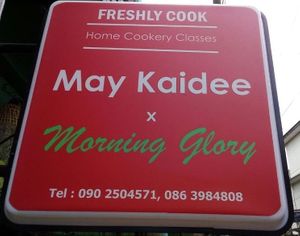 FRESHLY COOK
Home Cookery Classes
May Kaidee
x
Morning Glory
Tel : 090 2504571, 086 3984808